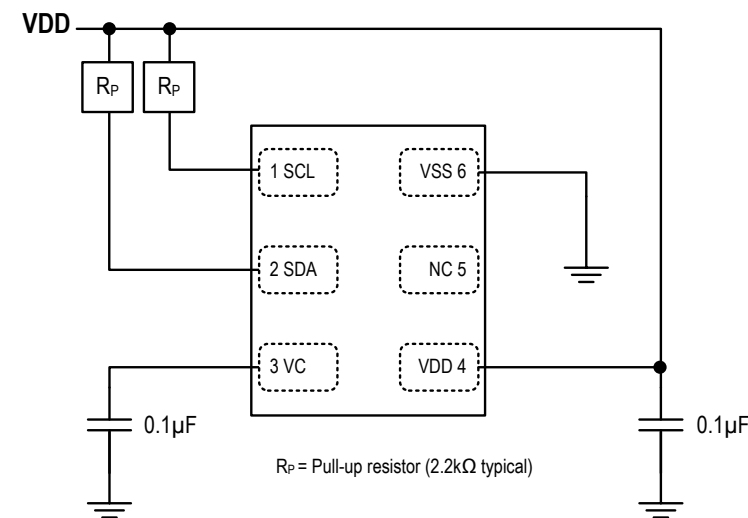 VDD
RP RP
1 SCL VSS 6
2 SDA NC 5
3 VC VDD 4
0.1µF 0.1µF
RP = Pull-up resistor (2.2kΩ typical)